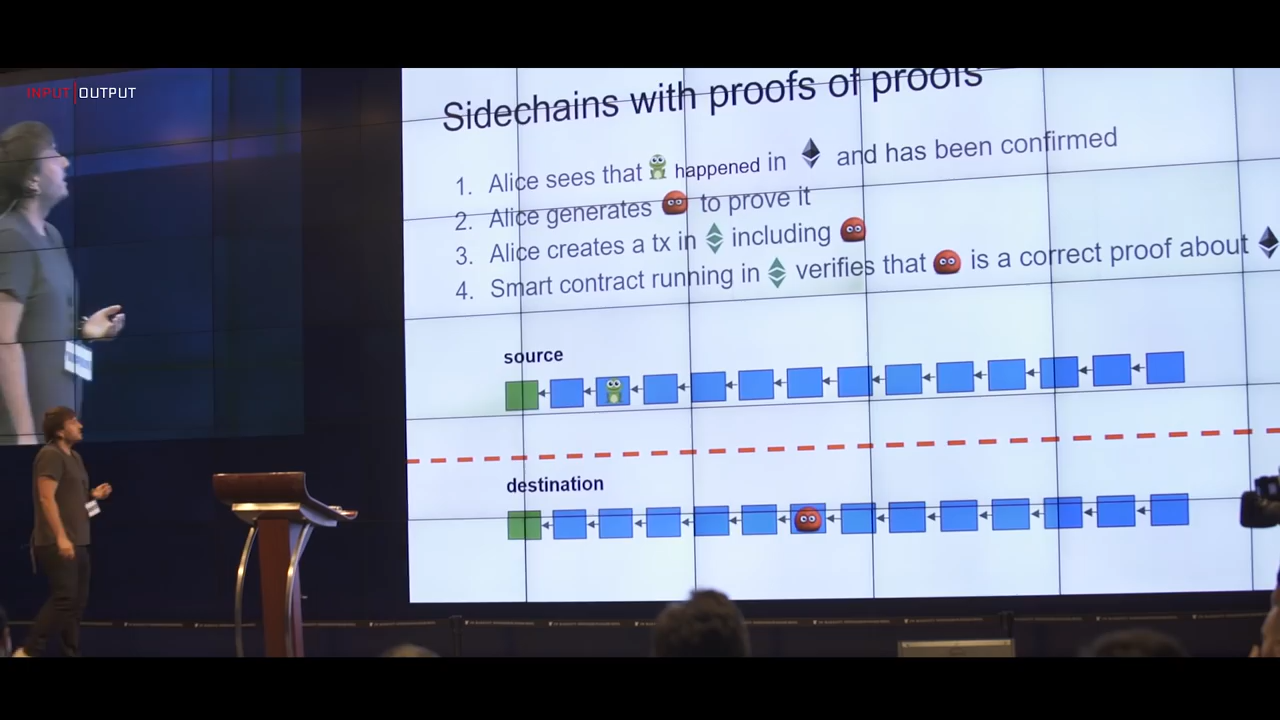 INPUT|OUTPUT
Sidechains with proofs of proofs
1. Alice sees that happened in and has been confirmed
2. Alice generates to prove it
3. Alice creates a tx in including
4. Smart contract running in verifies that is a correct proof about
source
destination